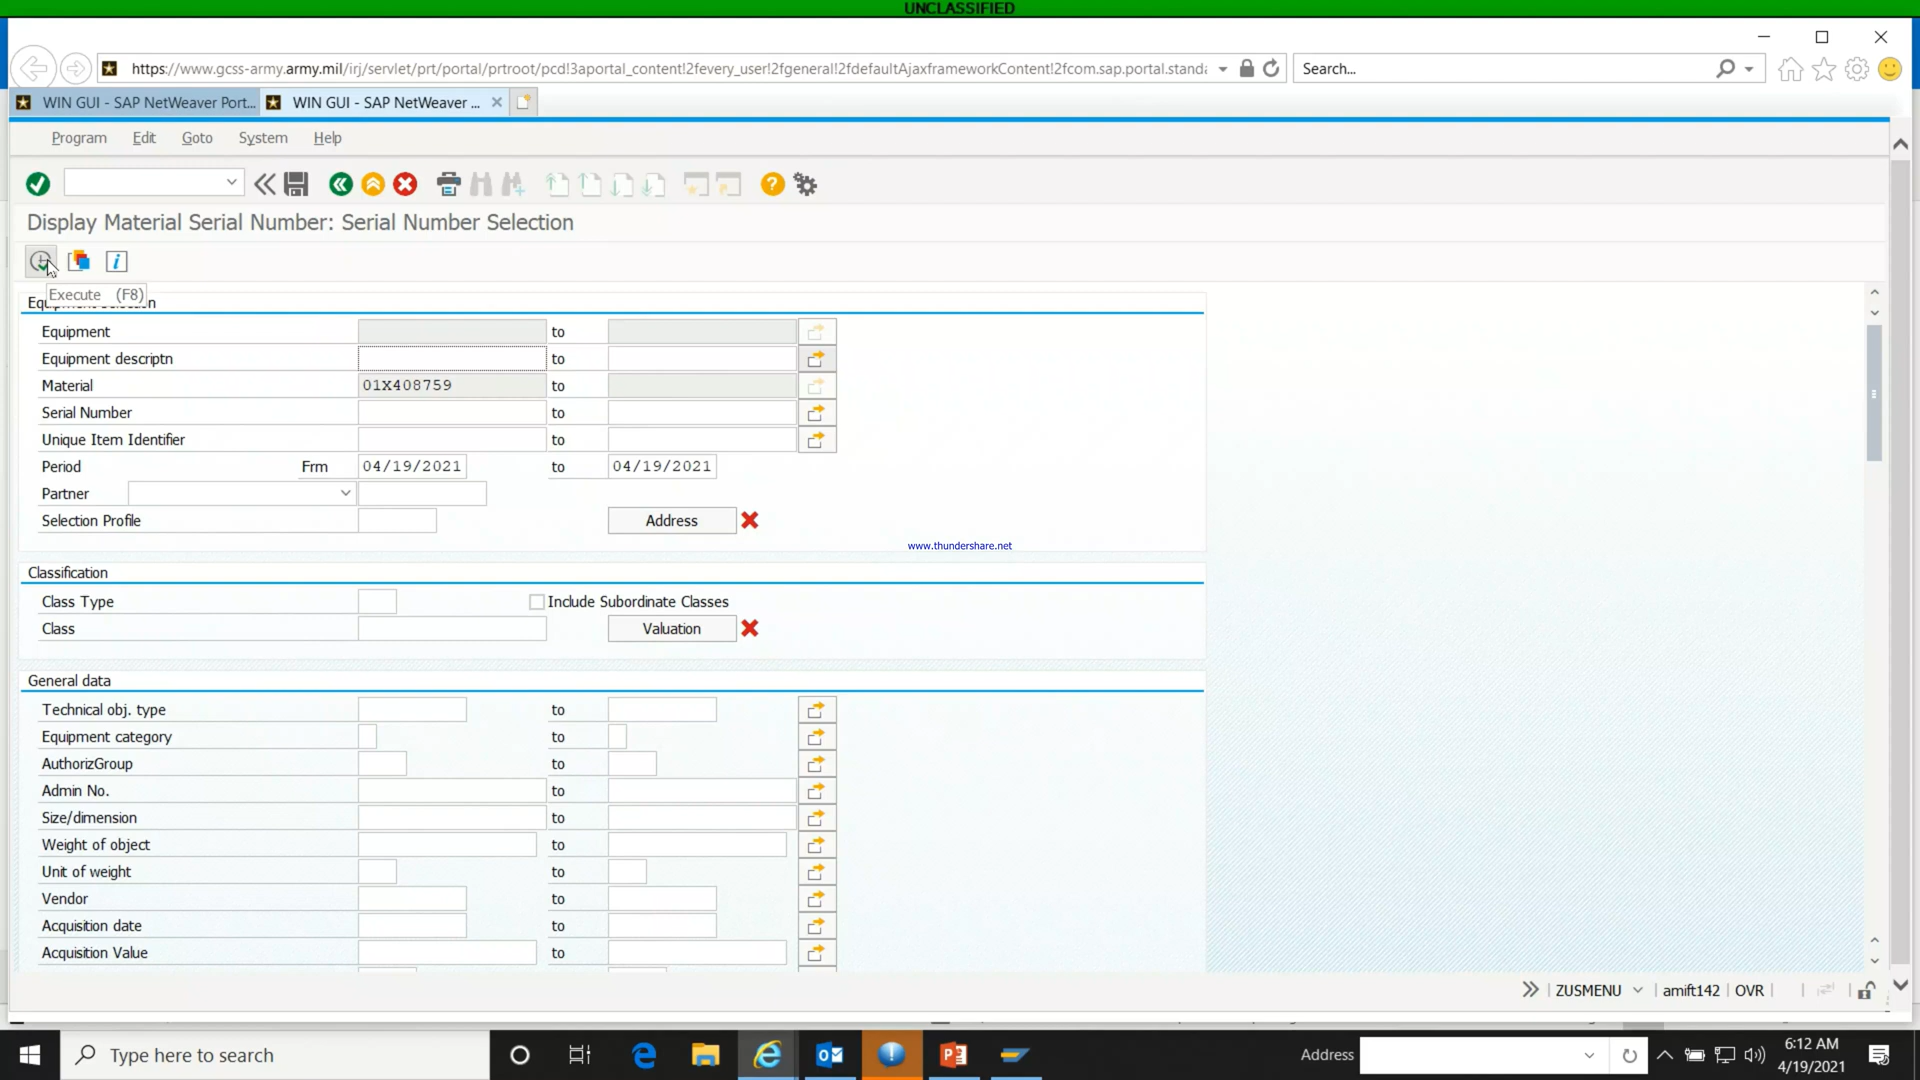 UNCLASSIFIED
https://www.gcss-army.army.mil/irj/servlet/prt/portal/prtroot/pcd!3aportal_content!2fevery_user!2fgeneral!2fdefaultAjaxframeworkContent!2fcom.sap.portal.standa
Search...
WIN GUI - SAP NetWeaver Port...
WIN GUI - SAP NetWeaver ...
Program Edit Goto System Help
Display Material Serial Number: Serial Number Selection
Execute (F8)
Equipment to
Equipment descriptn to
Material 01X408759 to
Serial Number to
Unique Item Identifier to
Period Frm 04/19/2021 to 04/19/2021
Partner
Selection Profile Address
www.thundershare.net
Classification
Class Type Include Subordinate Classes
Class Valuation
General data
Technical obj. type to
Equipment category to
AuthorizGroup to
Admin No. to
Size/dimension to
Weight of object to
Unit of weight to
Vendor to
Acquisition date to
Acquisition Value to
ZUSMENU amift142 OVR
Type here to search
Address
6:12 AM
4/19/2021